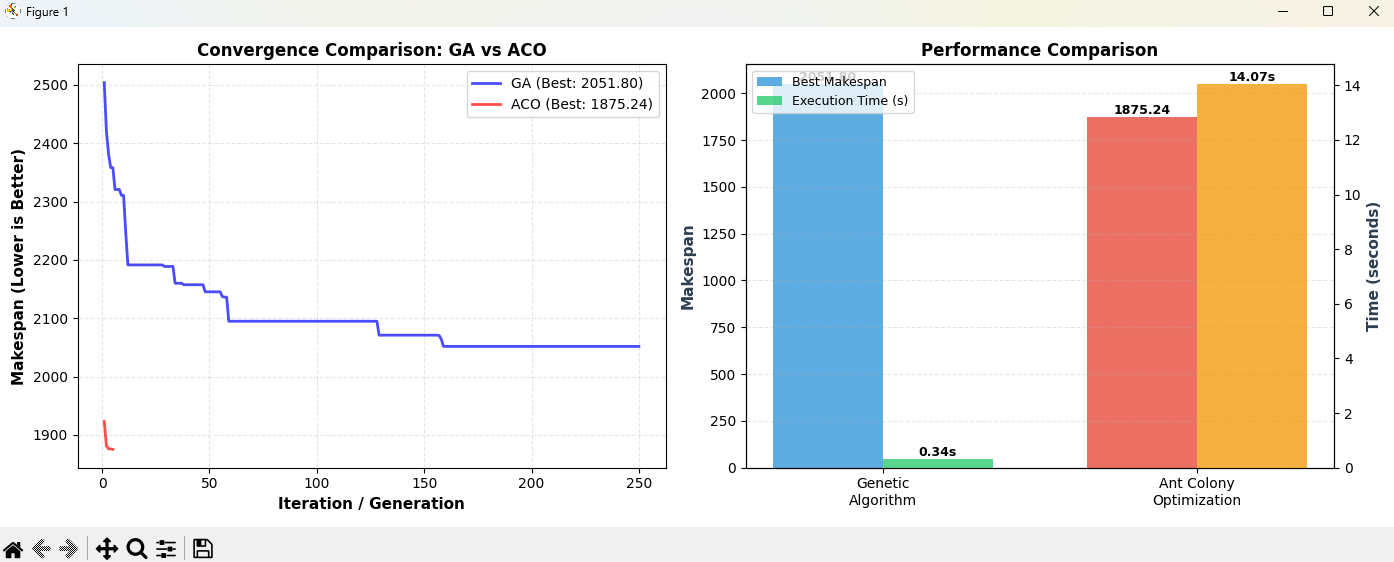 Figure 1
Convergence Comparison: GA vs ACO
GA (Best: 2051.80)
ACO (Best: 1875.24)
Makespan (Lower is Better)
2500
2400
2300
2200
2100
2000
1900
0 50 100 150 200 250
Iteration / Generation
Performance Comparison
2051.80
Best Makespan
Execution Time (s)
0.34s
1875.24
14.07s
Makespan
2000
1750
1500
1250
1000
750
500
250
0
14
12
10
8
6
4
2
0
Time (seconds)
Genetic
Algorithm
Ant Colony
Optimization